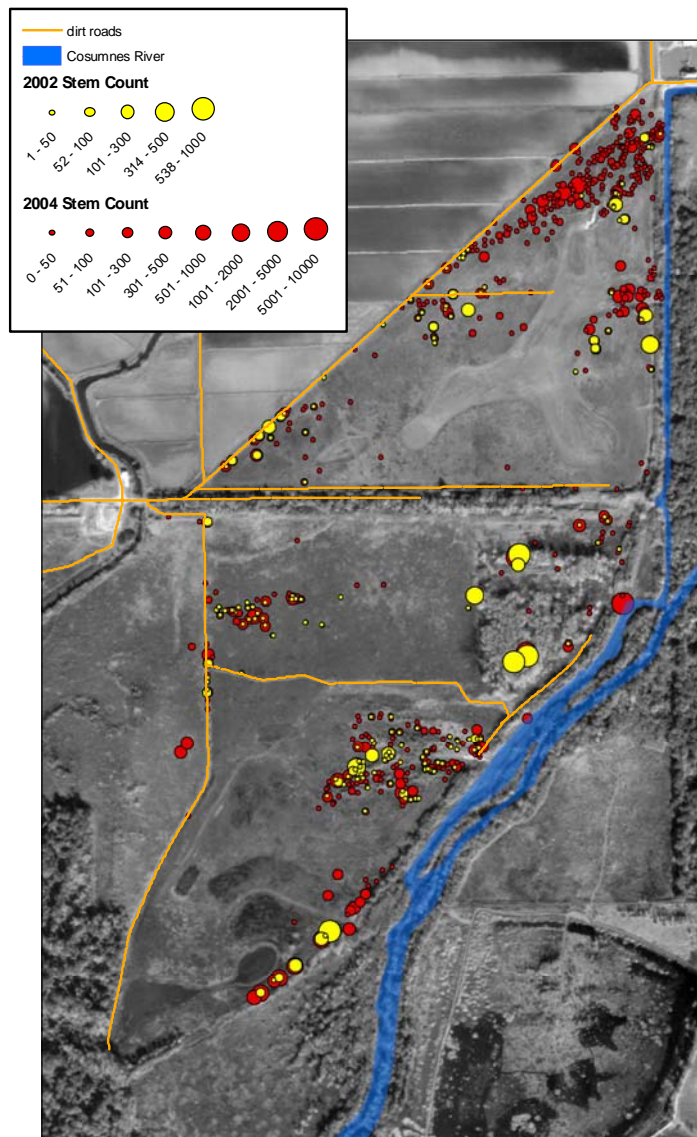 dirt roads
Cosumnes River
2002 Stem Count
1 - 50
52 - 100
101 - 300
314 - 500
538 - 1000
2004 Stem Count
0 - 50
51 - 100
101 - 300
301 - 500
501 - 1000
1001 - 2000
2001 - 5000
5001 - 10000